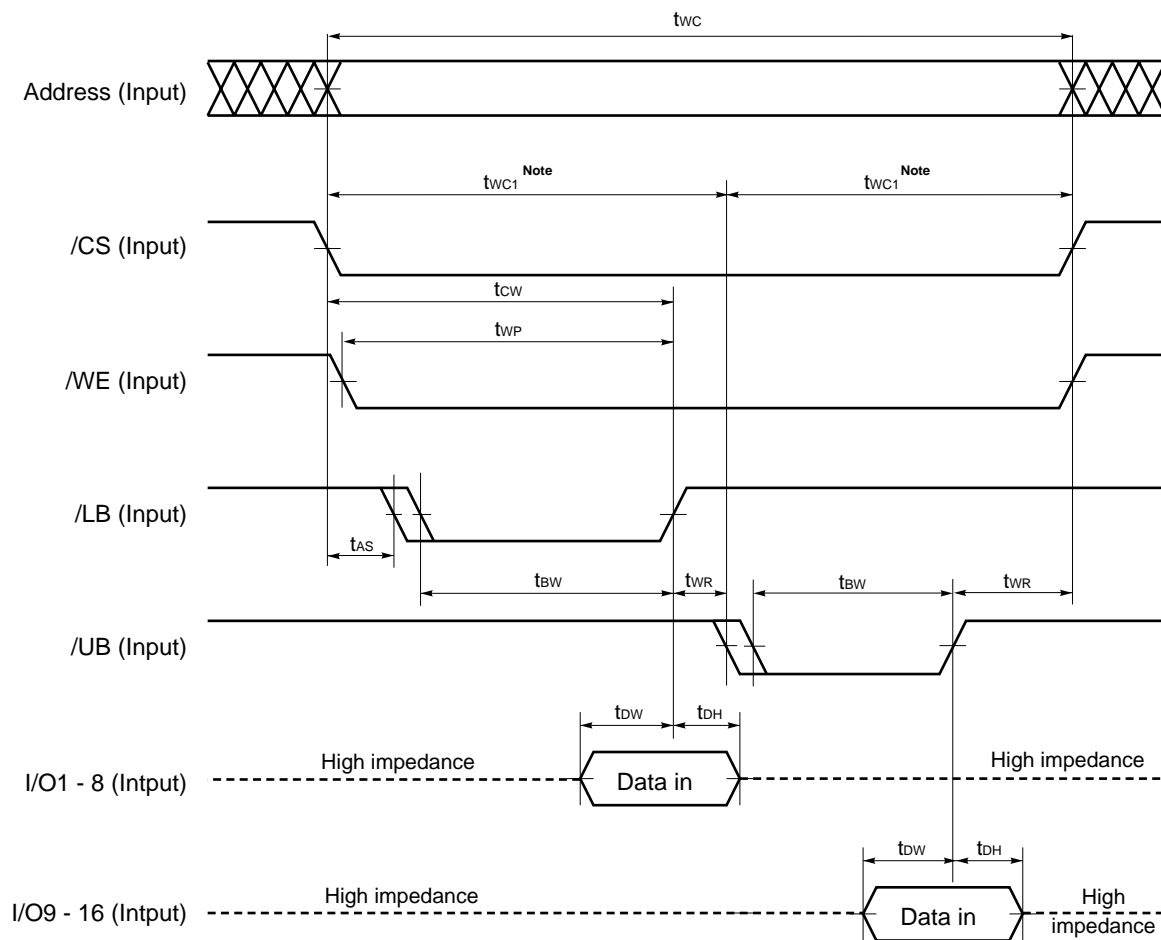 tWC
Address (Input)
tWC1 Note
tWC1 Note
/CS (Input)
tCW
tWP
/WE (Input)
/LB (Input)
tAS
tBW
tWR
tBW
tWR
/UB (Input)
tDW
tDH
High impedance
High impedance
I/O1 - 8 (Intput)
Data in
tDW
tDH
High impedance
High
I/O9 - 16 (Intput)
Data in
impedance